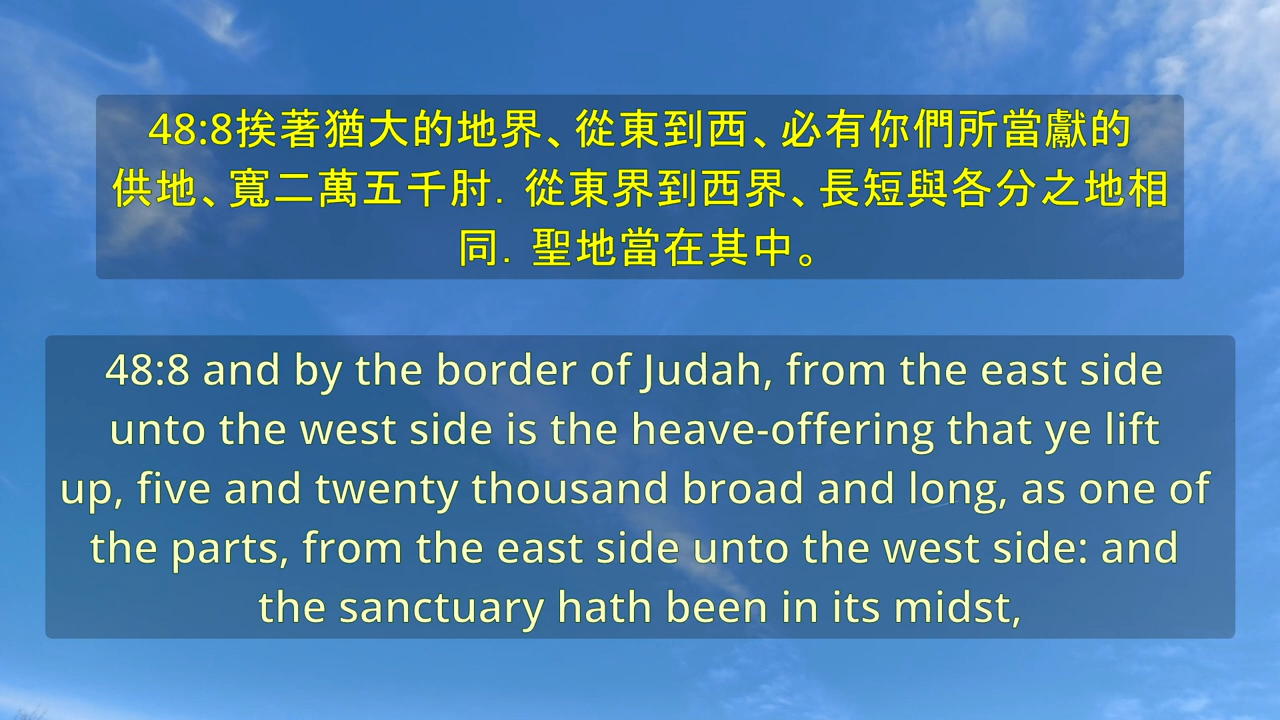 48:8挨著猶大的地界、從東到西、必有你們所當獻的
供地、寬二萬五千肘．從東界到西界、長短與各分之地相
同．聖地當在其中。
48:8 and by the border of Judah, from the east side
unto the west side is the heave-offering that ye lift
up, five and twenty thousand broad and long, as one of
the parts, from the east side unto the west side: and
the sanctuary hath been in its midst,